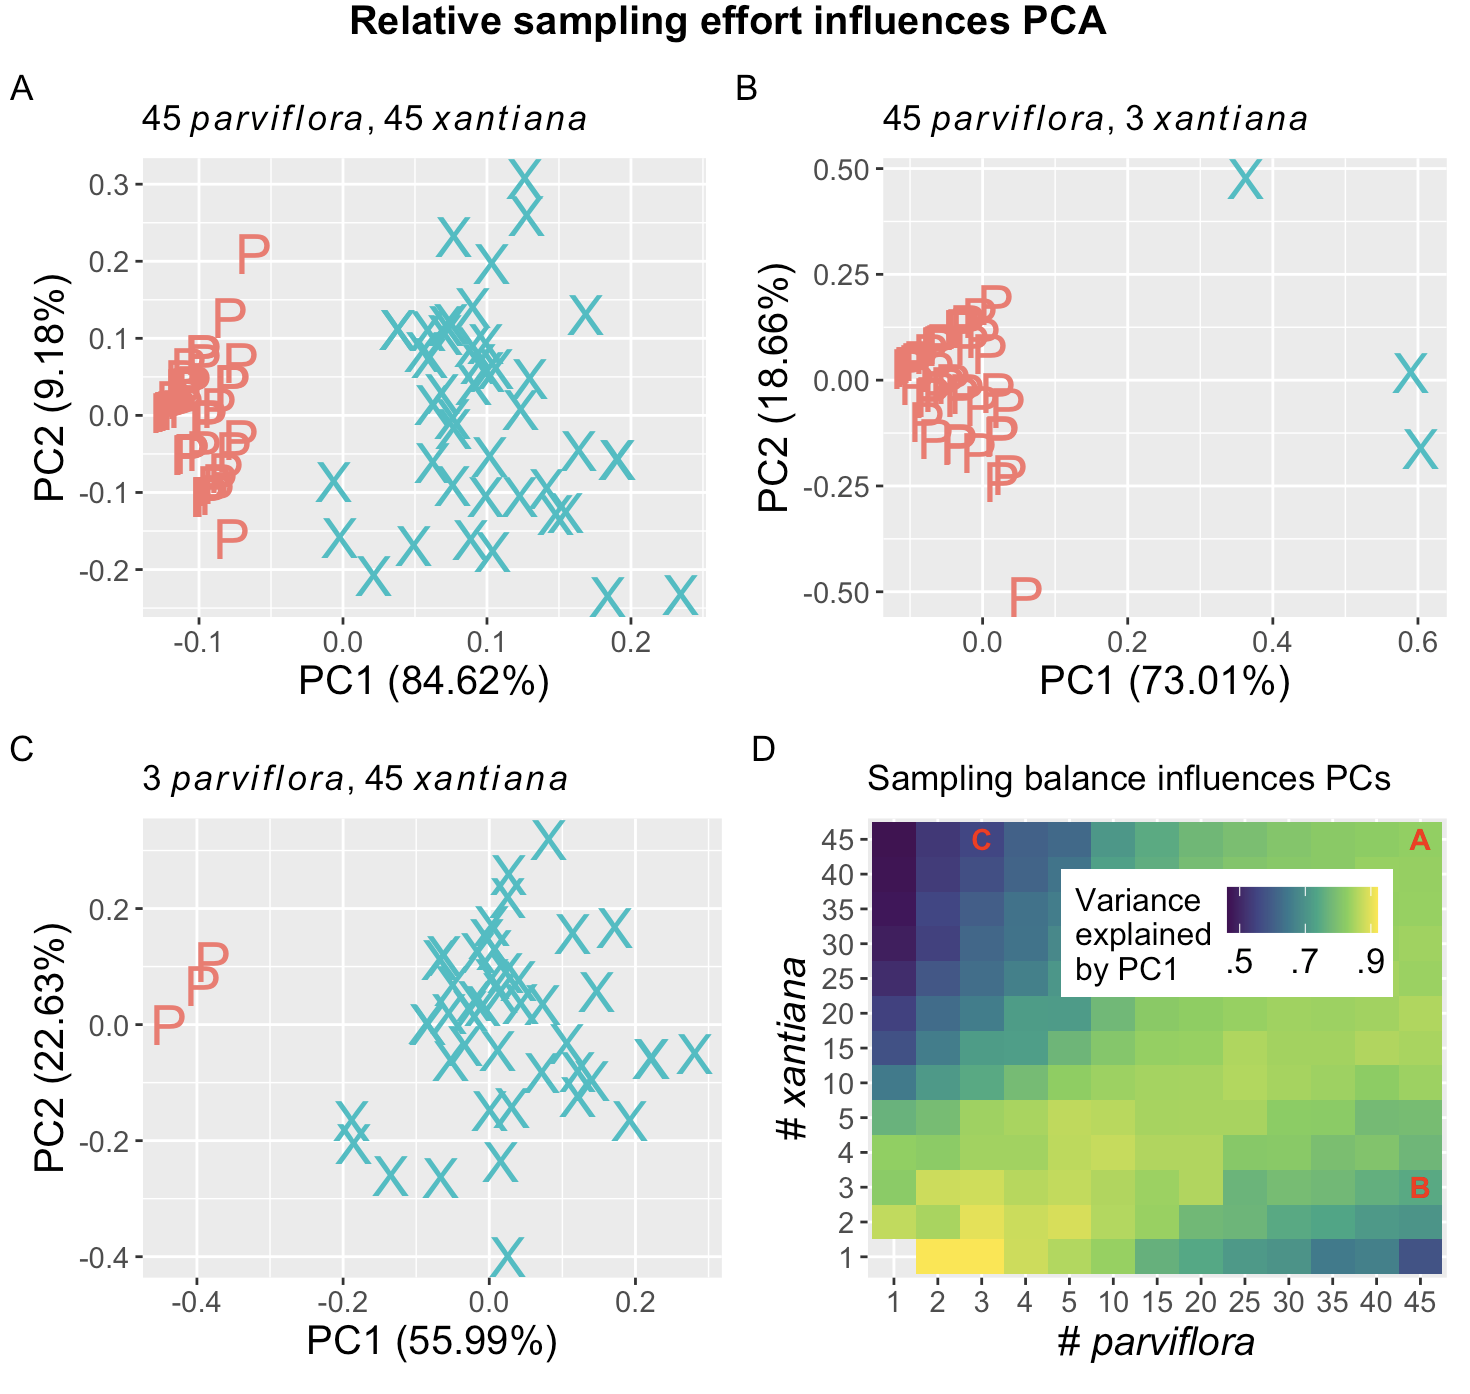 Relative sampling effort influences PCA
A
45 parviflora, 45 xantiana
PC2 (9.18%)
0.3
0.2
0.1
0.0
-0.1
-0.2
P
X
-0.1 0.0 0.1 0.2
PC1 (84.62%)
B
45 parviflora, 3 xantiana
PC2 (18.66%)
0.50
0.25
0.00
-0.25
-0.50
P
X
0.0 0.2 0.4 0.6
PC1 (73.01%)
C
3 parviflora, 45 xantiana
PC2 (22.63%)
0.2
0.0
-0.2
-0.4
P
X
-0.4 -0.2 0.0 0.2
PC1 (55.99%)
D
Sampling balance influences PCs
# xantiana
45
40
35
30
25
20
15
10
5
4
3
2
1
C A
B
Variance
explained
by PC1
.5 .7 .9
1 2 3 4 5 10 15 20 25 30 35 40 45
# parviflora